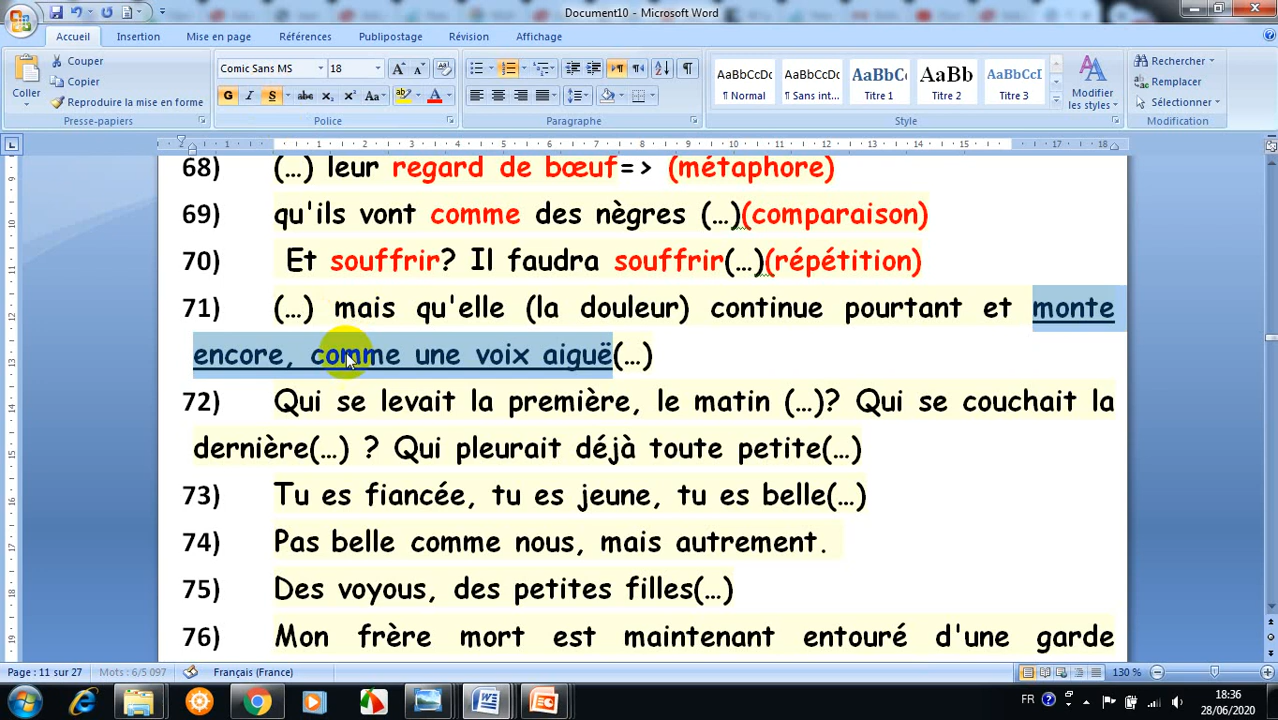 Document10 - Microsoft Word
Accueil Insertion Mise en page Références Publipostage Révision Affichage
Coller
Couper
Copier
Reproduire la mise en forme
Presse-papiers
Comic Sans MS 18
G I S abe x₂ x² Aa
Police
Paragraphe
AaBbCcDc AaBbCcDc AaBbC AaBb AaBbCcI
¶ Normal ¶ Sans int... Titre 1 Titre 2 Titre 3
Style
Modifier les styles
Rechercher
Remplacer
Sélectionner
Modification
68) (...) leur regard de bœuf=> (métaphore)
69) qu'ils vont comme des nègres (...)(comparaison)
70) Et souffrir? Il faudra souffrir(...)(répétition)
71) (...) mais qu'elle (la douleur) continue pourtant et monte
encore, comme une voix aiguë(...)
72) Qui se levait la première, le matin (...)? Qui se couchait la
dernière(...) ? Qui pleurait déjà toute petite(...)
73) Tu es fiancée, tu es jeune, tu es belle(...)
74) Pas belle comme nous, mais autrement.
75) Des voyous, des petites filles(...)
76) Mon frère mort est maintenant entouré d'une garde
Page : 11 sur 27 Mots : 6/5 097 Français (France) 130 %
FR 18:36
28/06/2020